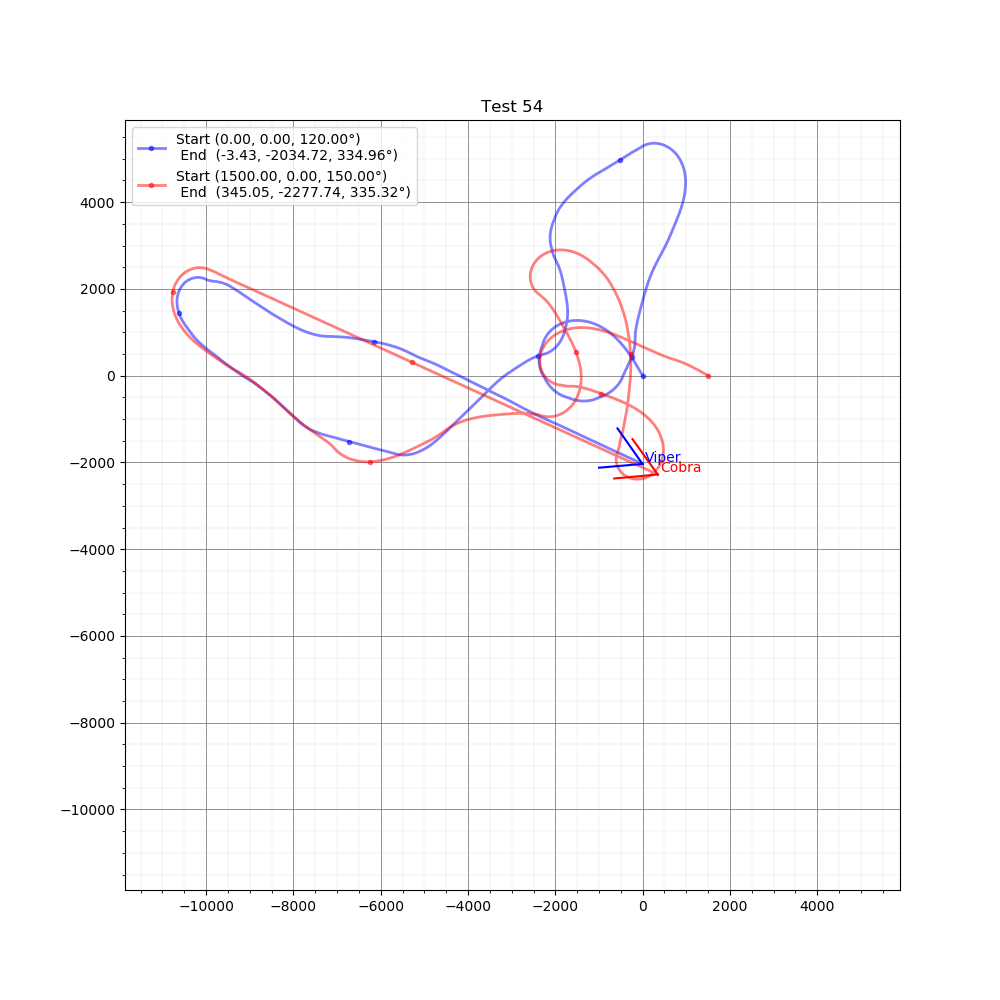 Test 54
Start (0.00, 0.00, 120.00°)
End  (-3.43, -2034.72, 334.96°)
Start (1500.00, 0.00, 150.00°)
End  (345.05, -2277.74, 335.32°)
4000
2000
0
−2000
−4000
−6000
−8000
−10000
Viper
Cobra
−10000 −8000 −6000 −4000 −2000 0 2000 4000